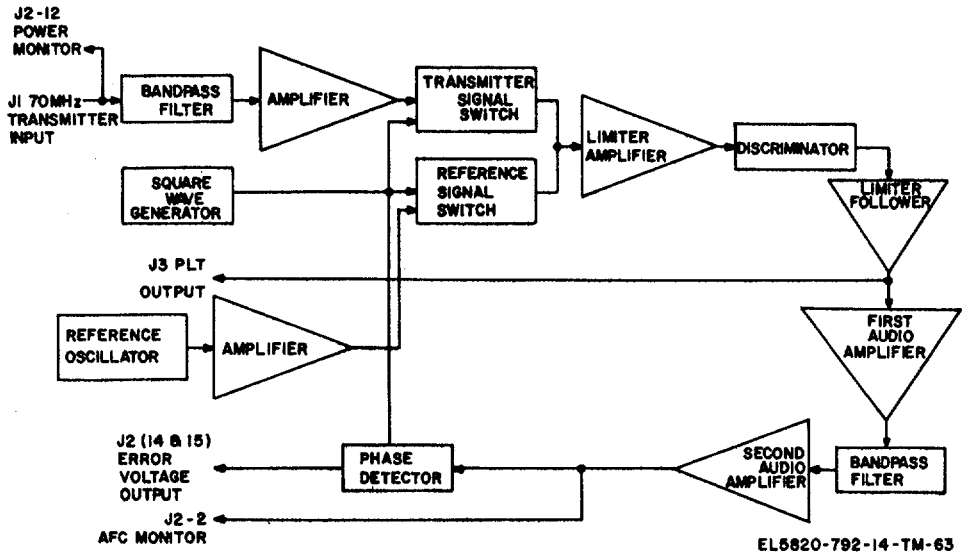 J2-12
POWER
MONITOR
J1 70MHz
TRANSMITTER
INPUT
BANDPASS
FILTER
AMPLIFIER
TRANSMITTER
SIGNAL
SWITCH
LIMITER
AMPLIFIER
DISCRIMINATOR
SQUARE
WAVE
GENERATOR
REFERENCE
SIGNAL
SWITCH
LIMITER
FOLLOWER
J3 PLT
OUTPUT
REFERENCE
OSCILLATOR
AMPLIFIER
FIRST
AUDIO
AMPLIFIER
J2 (14 & 15)
ERROR
VOLTAGE
OUTPUT
PHASE
DETECTOR
SECOND
AUDIO
AMPLIFIER
BANDPASS
FILTER
J2-2
AFC MONITOR
EL5820-792-14-TM-63